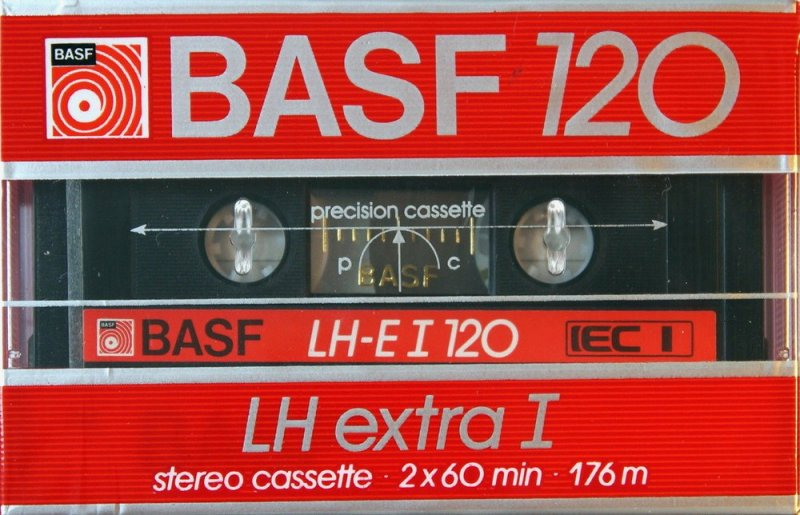 BASF
BASF 120
precision cassette
p c
BASF
BASF
BASF LH-E I 120 IEC I
LH extra I
stereo cassette · 2 x 60 min · 176 m